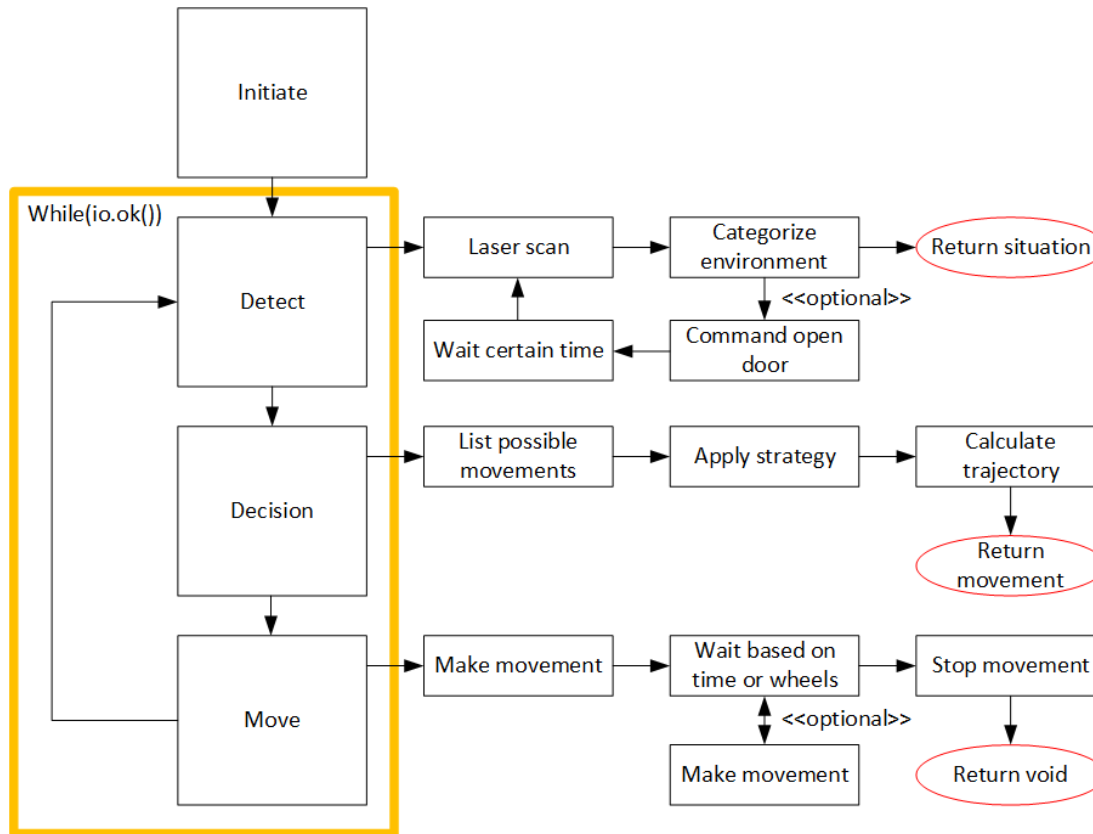 Initiate
While(io.ok())
Detect
Laser scan
Categorize
environment
Return situation
<<optional>>
Wait certain time
Command open
door
Decision
List possible
movements
Apply strategy
Calculate
trajectory
Return
movement
Move
Make movement
Wait based on
time or wheels
Stop movement
<<optional>>
Make movement
Return void